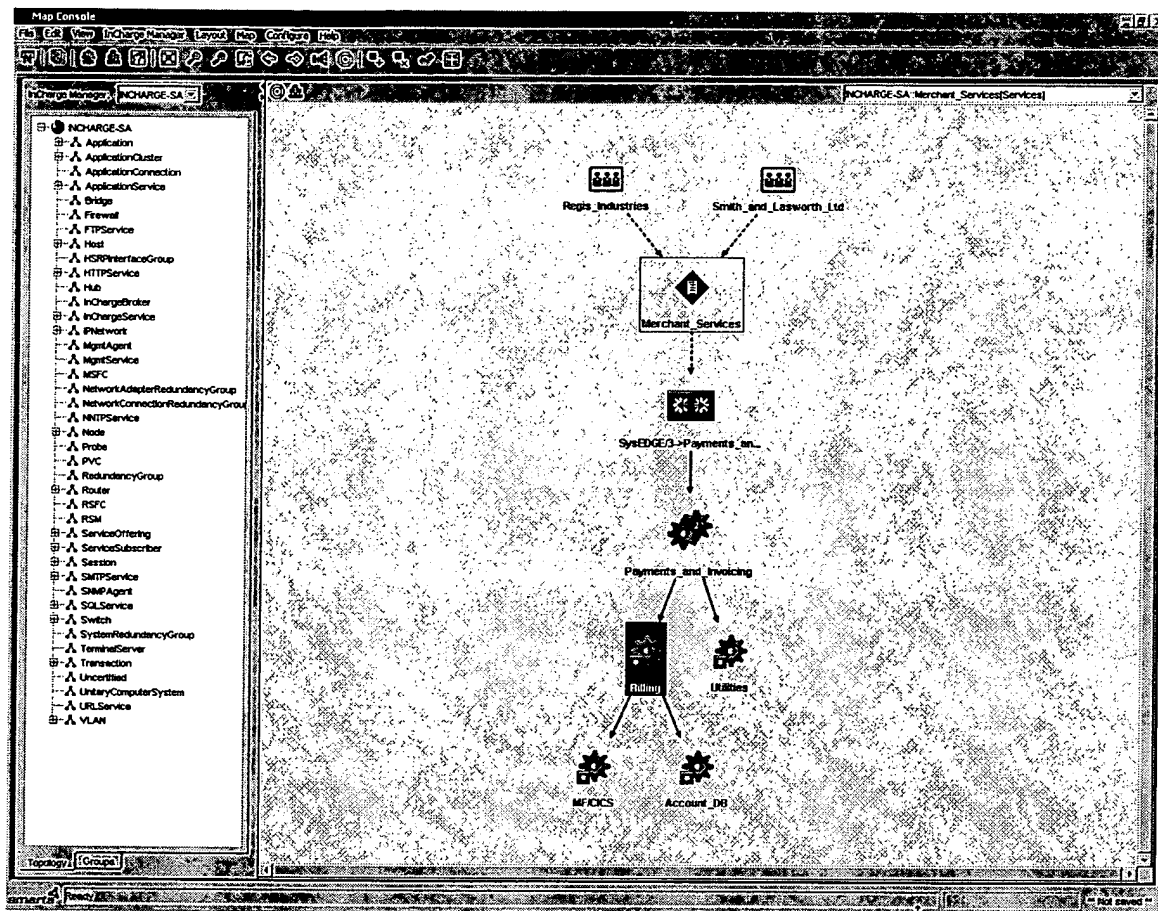 Map Console
File Edit View InCharge Manager Layout Map Configure Help
InCharge Manager: INCHARGE-SA
INCHARGE-SA
Application
ApplicationCluster
ApplicationConnection
ApplicationService
Bridge
Firewall
FTPService
Host
HSRPInterfaceGroup
HTTPService
Hub
InChargeBroker
InChargeService
IPNetwork
MgmtAgent
MgmtService
MSFC
NetworkAdapterRedundancyGroup
NetworkConnectionRedundancyGrou
NNTPService
Node
Probe
PVC
RedundancyGroup
Router
RSFC
RSM
ServiceOffering
ServiceSubscriber
Session
SMTPService
SNMPAgent
SQLService
Switch
SystemRedundancyGroup
TerminalServer
Transaction
Uncertified
UnitaryComputerSystem
URLService
VLAN
Topology Groups
INCHARGE-SA::Merchant_Services[Services]
Regis_Industries
Smith_and_Lasworth_Ltd
Merchant_Services
SysEDGE/3->Payments_an...
Payments_and_Invoicing
Billing
Utilities
MF/CICS
Account_DB
smarts
Ready
** Not saved **